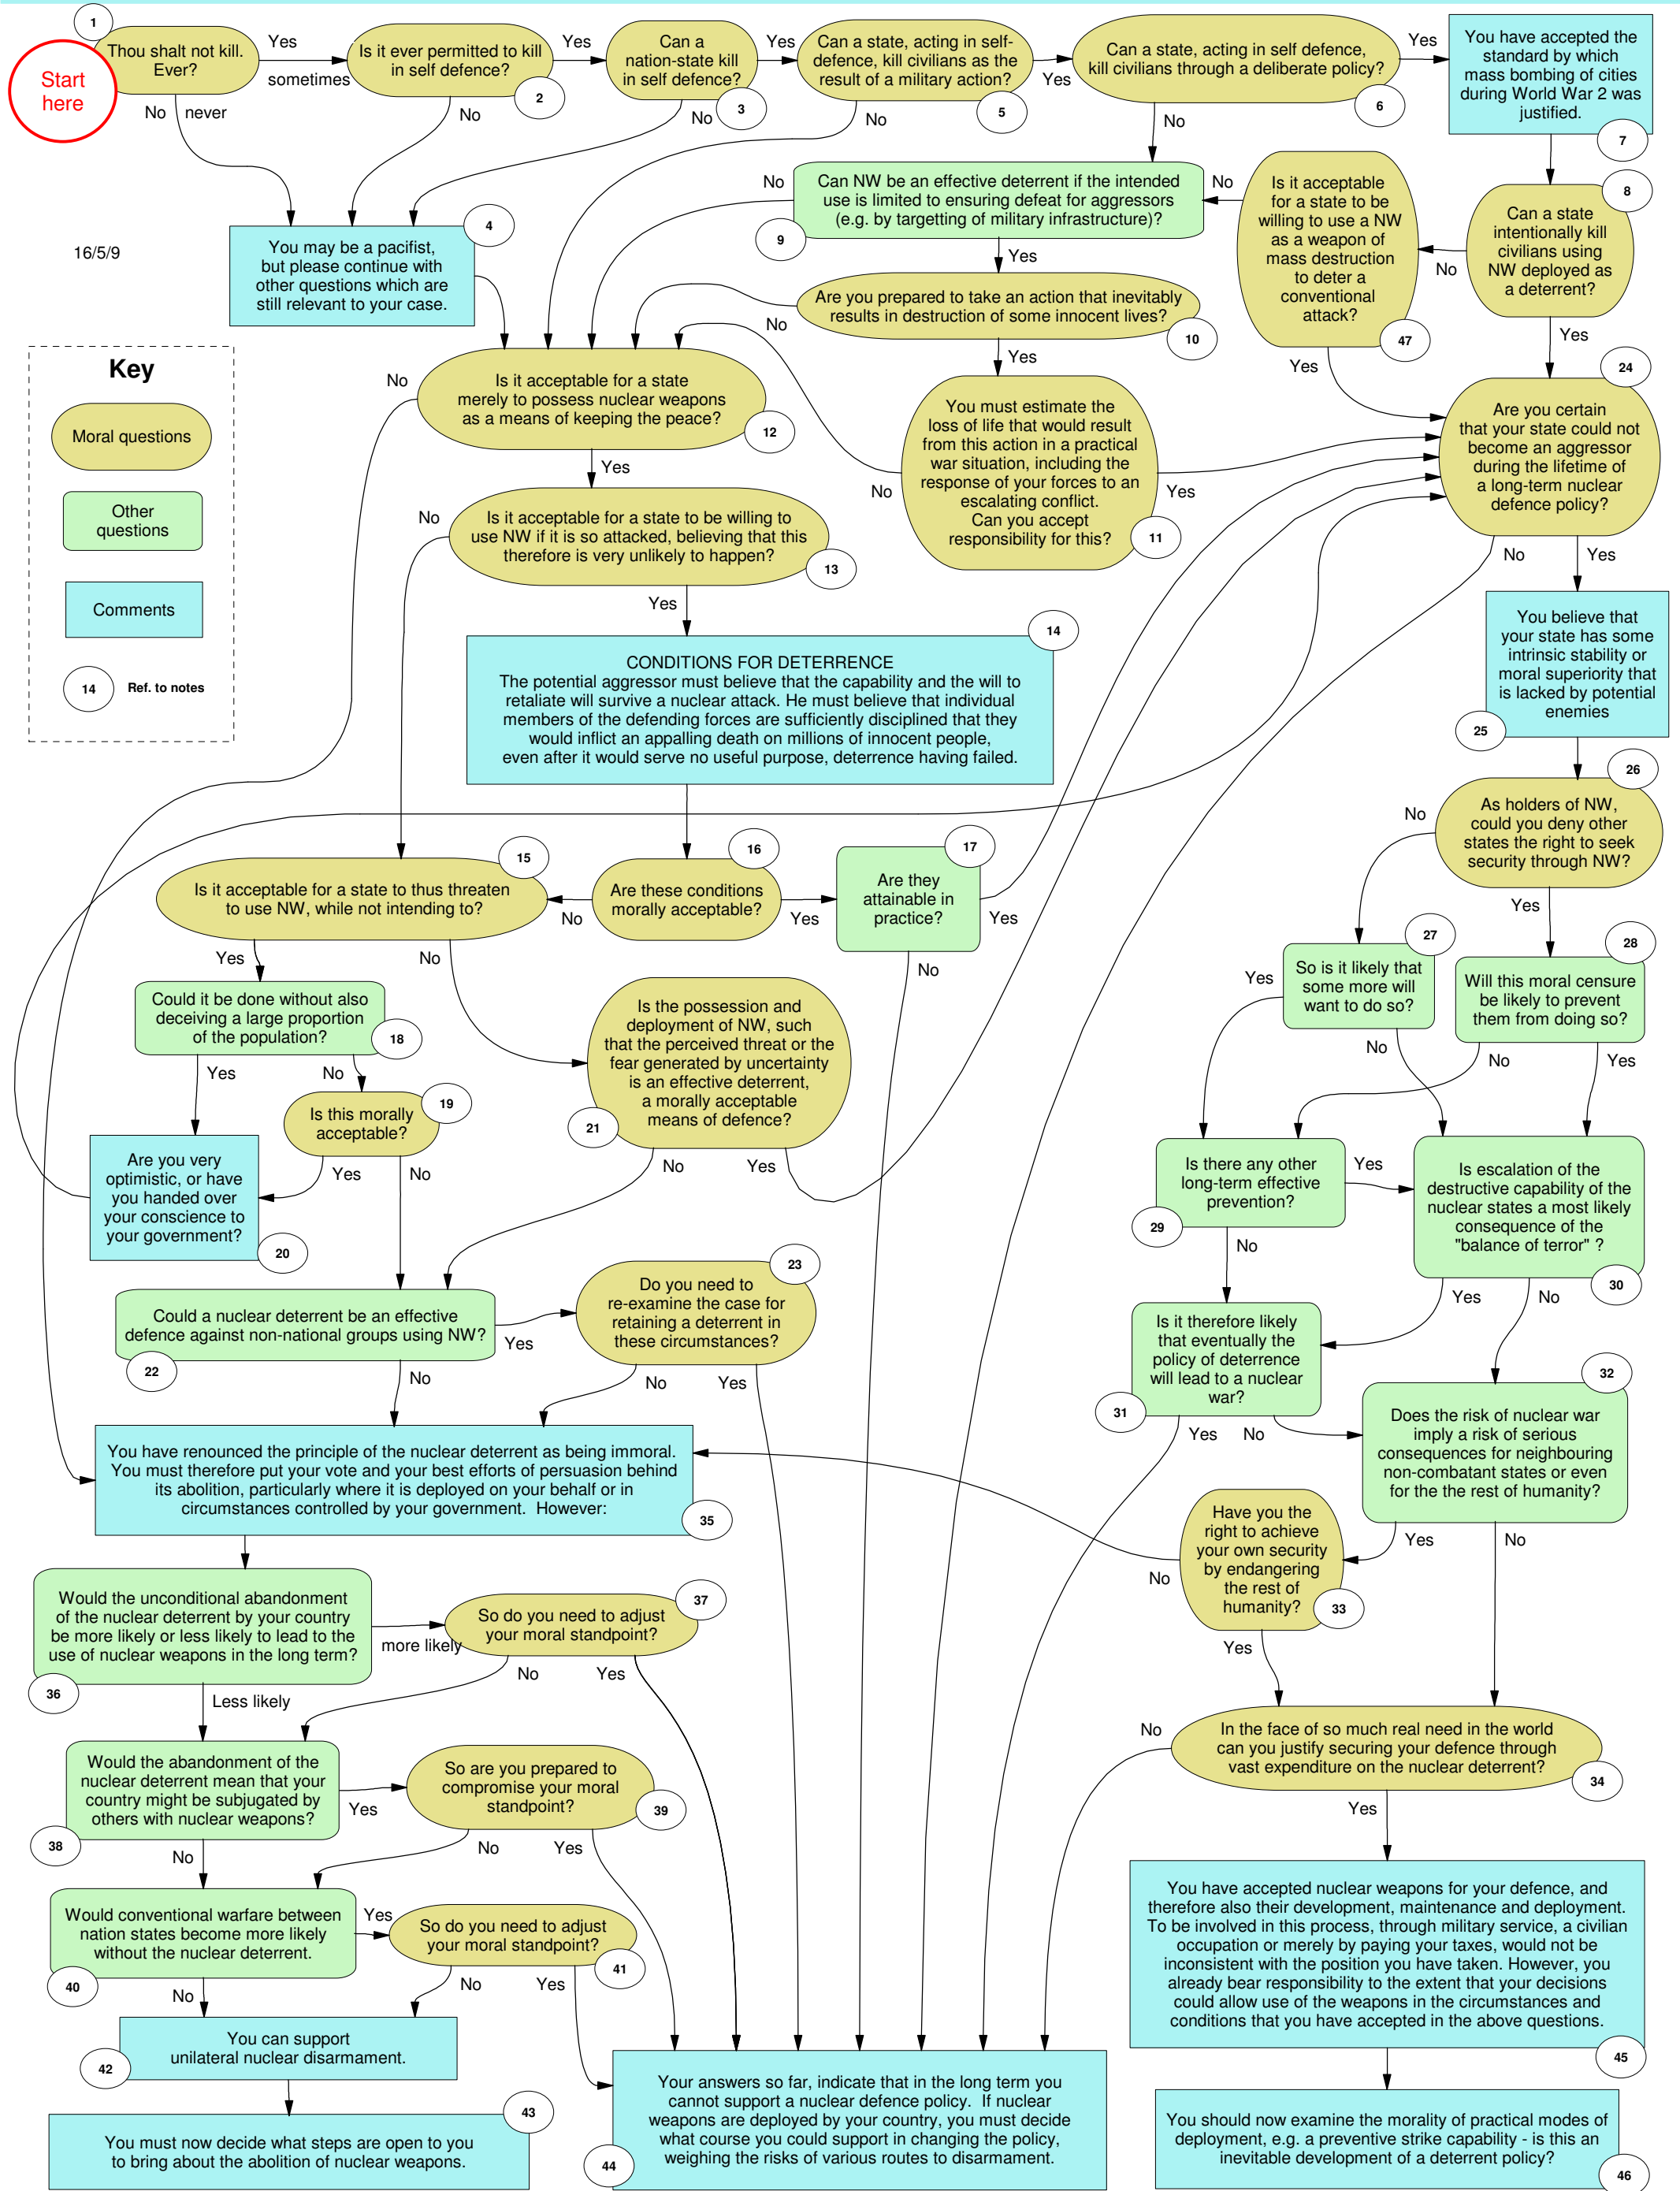 1
Start
here
Thou shalt not kill.
Ever?
Yes
sometimes
No
never
Is it ever permitted to kill
in self defence?
2
Yes
No
Can a
nation-state kill
in self defence?
3
Yes
No
Can a state, acting in self-
defence, kill civilians as the
result of a military action?
5
Yes
No
Can a state, acting in self defence,
kill civilians through a deliberate policy?
6
Yes
No
You have accepted the
standard by which
mass bombing of cities
during World War 2 was
justified.
7
16/5/9
4
You may be a pacifist,
but please continue with
other questions which are
still relevant to your case.
No
Can NW be an effective deterrent if the intended
use is limited to ensuring defeat for aggressors
(e.g. by targetting of military infrastructure)?
9
Yes
No
Is it acceptable
for a state to be
willing to use a NW
as a weapon of
mass destruction
to deter a
conventional
attack?
47
Yes
No
8
Can a state
intentionally kill
civilians using
NW deployed as
a deterrent?
Yes
Are you prepared to take an action that inevitably
results in destruction of some innocent lives?
10
No
Yes
Key
Moral questions
Other
questions
Comments
14
Ref. to notes
No
Is it acceptable for a state
merely to possess nuclear weapons
as a means of keeping the peace?
12
Yes
You must estimate the
loss of life that would result
from this action in a practical
war situation, including the
response of your forces to an
escalating conflict.
Can you accept
responsibility for this?
11
No
Yes
24
Are you certain
that your state could not
become an aggressor
during the lifetime of
a long-term nuclear
defence policy?
No
Yes
No
Is it acceptable for a state to be willing to
use NW if it is so attacked, believing that this
therefore is very unlikely to happen?
13
Yes
14
CONDITIONS FOR DETERRENCE
The potential aggressor must believe that the capability and the will to
retaliate will survive a nuclear attack. He must believe that individual
members of the defending forces are sufficiently disciplined that they
would inflict an appalling death on millions of innocent people,
even after it would serve no useful purpose, deterrence having failed.
You believe that
your state has some
intrinsic stability or
moral superiority that
is lacked by potential
enemies
25
26
As holders of NW,
could you deny other
states the right to seek
security through NW?
No
Yes
15
Is it acceptable for a state to thus threaten
to use NW, while not intending to?
Yes
No
16
Are these conditions
morally acceptable?
No
Yes
17
Are they
attainable in
practice?
Yes
No
27
So is it likely that
some more will
want to do so?
Yes
No
28
Will this moral censure
be likely to prevent
them from doing so?
No
Yes
Could it be done without also
deceiving a large proportion
of the population?
18
Yes
No
Is the possession and
deployment of NW, such
that the perceived threat or the
fear generated by uncertainty
is an effective deterrent,
a morally acceptable
means of defence?
21
No
Yes
19
Is this morally
acceptable?
Yes
No
Are you very
optimistic, or have
you handed over
your conscience to
your government?
20
Is there any other
long-term effective
prevention?
29
Yes
No
Is escalation of the
destructive capability of the
nuclear states a most likely
consequence of the
"balance of terror" ?
30
Yes
No
Could a nuclear deterrent be an effective
defence against non-national groups using NW?
22
Yes
No
23
Do you need to
re-examine the case for
retaining a deterrent in
these circumstances?
No
Yes
Is it therefore likely
that eventually the
policy of deterrence
will lead to a nuclear
war?
31
Yes
No
32
Does the risk of nuclear war
imply a risk of serious
consequences for neighbouring
non-combatant states or even
for the the rest of humanity?
Yes
No
You have renounced the principle of the nuclear deterrent as being immoral.
You must therefore put your vote and your best efforts of persuasion behind
its abolition, particularly where it is deployed on your behalf or in
circumstances controlled by your government. However:
35
Have you the
right to achieve
your own security
by endangering
the rest of
humanity?
33
No
Yes
Would the unconditional abandonment
of the nuclear deterrent by your country
be more likely or less likely to lead to the
use of nuclear weapons in the long term?
36
more likely
Less likely
37
So do you need to adjust
your moral standpoint?
No
Yes
In the face of so much real need in the world
can you justify securing your defence through
vast expenditure on the nuclear deterrent?
34
No
Yes
Would the abandonment of the
nuclear deterrent mean that your
country might be subjugated by
others with nuclear weapons?
38
Yes
No
So are you prepared to
compromise your moral
standpoint?
39
No
Yes
Would conventional warfare between
nation states become more likely
without the nuclear deterrent.
40
Yes
No
So do you need to adjust
your moral standpoint?
41
No
Yes
You have accepted nuclear weapons for your defence, and
therefore also their development, maintenance and deployment.
To be involved in this process, through military service, a civilian
occupation or merely by paying your taxes, would not be
inconsistent with the position you have taken. However, you
already bear responsibility to the extent that your decisions
could allow use of the weapons in the circumstances and
conditions that you have accepted in the above questions.
45
You can support
unilateral nuclear disarmament.
42
43
You must now decide what steps are open to you
to bring about the abolition of nuclear weapons.
Your answers so far, indicate that in the long term you
cannot support a nuclear defence policy. If nuclear
weapons are deployed by your country, you must decide
what course you could support in changing the policy,
weighing the risks of various routes to disarmament.
44
You should now examine the morality of practical modes of
deployment, e.g. a preventive strike capability - is this an
inevitable development of a deterrent policy?
46